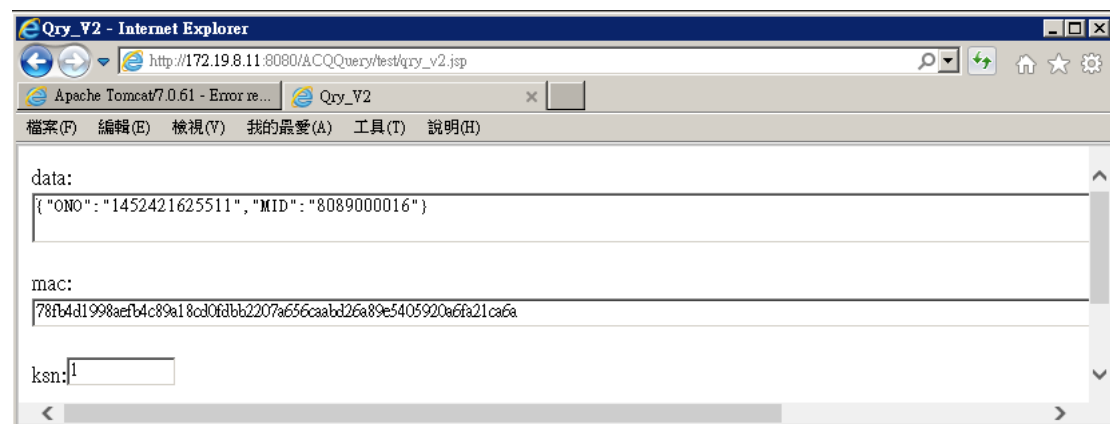 Qry_V2 - Internet Explorer
http://172.19.8.11:8080/ACQQuery/test/qry_v2.jsp
Apache Tomcat/7.0.61 - Error re... Qry_V2
檔案(F) 編輯(E) 檢視(V) 我的最愛(A) 工具(T) 說明(H)
data:
{"ONO":"1452421625511","MID":"8089000016"}
mac:
78fb4d1998aefb4c89a18cd0fdbb2207a656caabd26a89e5405920a6fa21ca6a
ksn:1